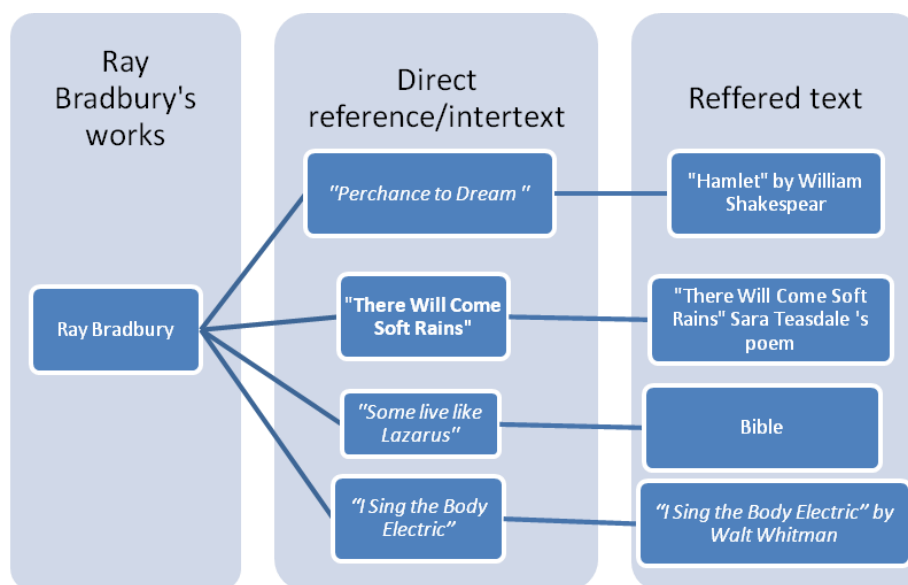 Ray
Bradbury's
works
Direct
reference/intertext
Reffered text
Ray Bradbury
"Perchance to Dream "
"Hamlet" by William
Shakespear
"There Will Come
Soft Rains"
"There Will Come Soft
Rains" Sara Teasdale 's
poem
"Some live like
Lazarus"
Bible
“I Sing the Body
Electric”
“I Sing the Body Electric” by
Walt Whitman